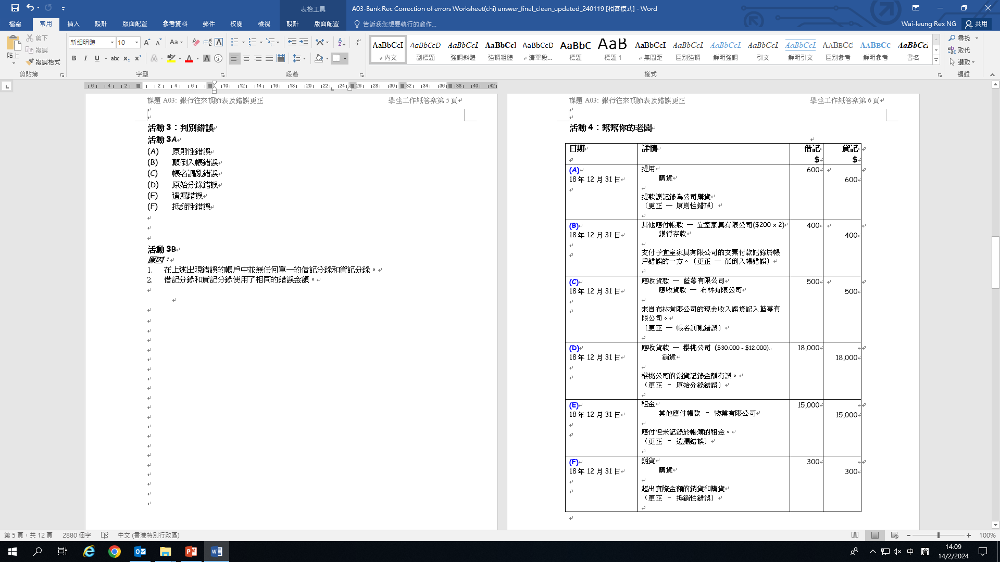 表格工具
A03-Bank Rec Correction of errors Worksheet(chi) answer_final_clean_updated_240119 [相容模式] - Word
檔案
常用
插入
設計
版面配置
參考資料
郵件
校閱
檢視
設計
版面配置
告訴我您想要執行的動作...
Wai-leung Rex NG
共用
貼上
剪下
複製
複製格式
剪貼簿
新細明體
10
字型
段落
AaBbCcI
內文
AaBbCcD
副標題
AaBbCcL
強調斜體
AaBbCcI
強調粗體
AaBbCcD
清單段...
AaBbC
標題
AaB
標題 1
AaBbCcI
無間距
AaBbCcL
區別強調
AaBbCcL
鮮明強調
AaBbCcL
引文
AaBbCcL
鮮明引文
AABBCC
區別參考
AABBCC
鮮明參考
AaBbCcI
書名
樣式
尋找
取代
選取
編輯
課題 A03: 銀行往來調節表及錯誤更正
學生工作紙答案第 5 頁
活動 3：判別錯誤
活動 3A
(A) 原則性錯誤
(B) 顛倒入帳錯誤
(C) 帳名調亂錯誤
(D) 原始分錄錯誤
(E) 遺漏錯誤
(F) 抵銷性錯誤
活動 3B
原因：
1. 在上述出現錯誤的帳戶中並無任何單一的借記分錄和貸記分錄。
2. 借記分錄和貸記分錄使用了相同的錯誤金額。
課題 A03: 銀行往來調節表及錯誤更正
學生工作紙答案第 6 頁
活動 4：幫幫你的老闆
日期 詳情 借記 貸記
$ $
(A) 提用 600
18 年 12 月 31 日 購貨 600
提款誤記錄為公司購貨
（更正 — 原則性錯誤）
(B) 其他應付帳款 — 宜室家具有限公司($200 x 2) 400
18 年 12 月 31 日 銀行存款 400
支付予宜室家具有限公司的支票付款記錄於帳
戶錯誤的一方。（更正 — 顛倒入帳錯誤）
(C) 應收貨款 — 藍莓有限公司 500
18 年 12 月 31 日 應收貨款 — 布林有限公司 500
來自布林有限公司的現金收入誤貸記入藍莓有
限公司。
（更正 — 帳名調亂錯誤）
(D) 應收貨款 — 櫻桃公司 ($30,000 - $12,000) 18,000
18 年 12 月 31 日 銷貨 18,000
櫻桃公司的銷貨記錄金額有誤。
（更正 – 原始分錄錯誤）
(E) 租金 15,000
18 年 12 月 31 日 其他應付帳款 – 物業有限公司 15,000
應付但未記錄於帳簿的租金。
（更正 – 遺漏錯誤）
(F) 銷貨 300
18 年 12 月 31 日 購貨 300
超出實際金額的銷貨和購貨
（更正 – 抵銷性錯誤）
第 5 頁，共 12 頁
2880 個字
中文 (香港特別行政區)
100%
中
倉
14:09
14/2/2024